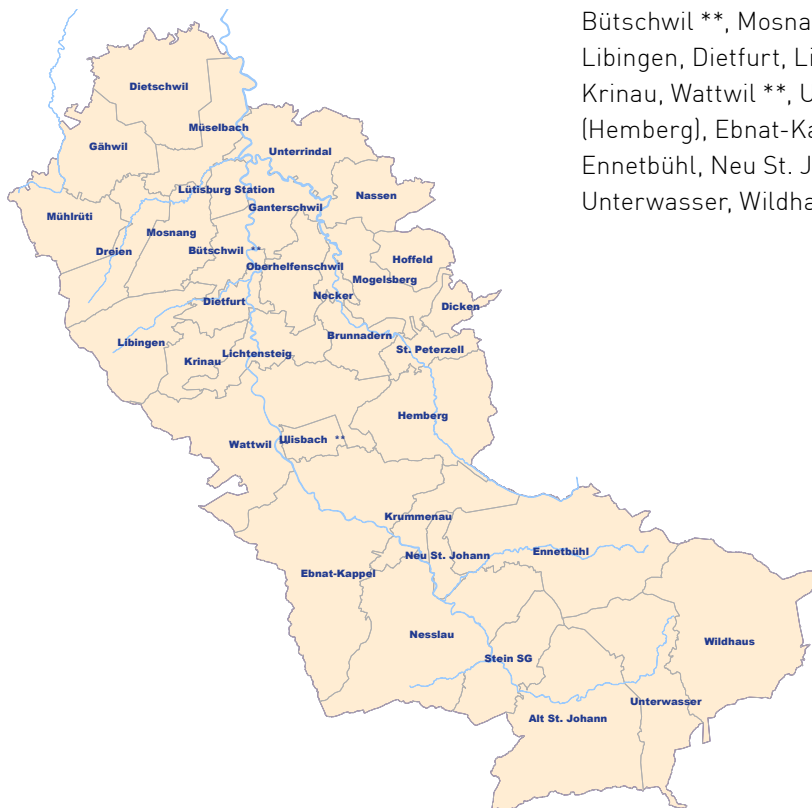 Bütschwil **, Mosna
Libingen, Dietfurt, Li
Krinau, Wattwil **, U
(Hemberg), Ebnat-Ka
Ennetbühl, Neu St. J
Unterwasser, Wildha
Dietschwil
Müselbach
Gähwil
Unterrindal
Lütisburg Station
Nassen
Ganterschwil
Mühlrüti
Mosnang
Dreien
Bütschwil **
Hoffeld
Oberhelfenschwil
Mogelsberg
Dietfurt
Necker
Dicken
Brunnadern
Libingen
St. Peterzell
Lichtensteig
Krinau
Hemberg
Wattwil **
Ulisbach **
Krummenau
Neu St. Johann
Ennetbühl
Ebnat-Kappel
Nesslau
Wildhaus
Stein SG
Unterwasser
Alt St. Johann